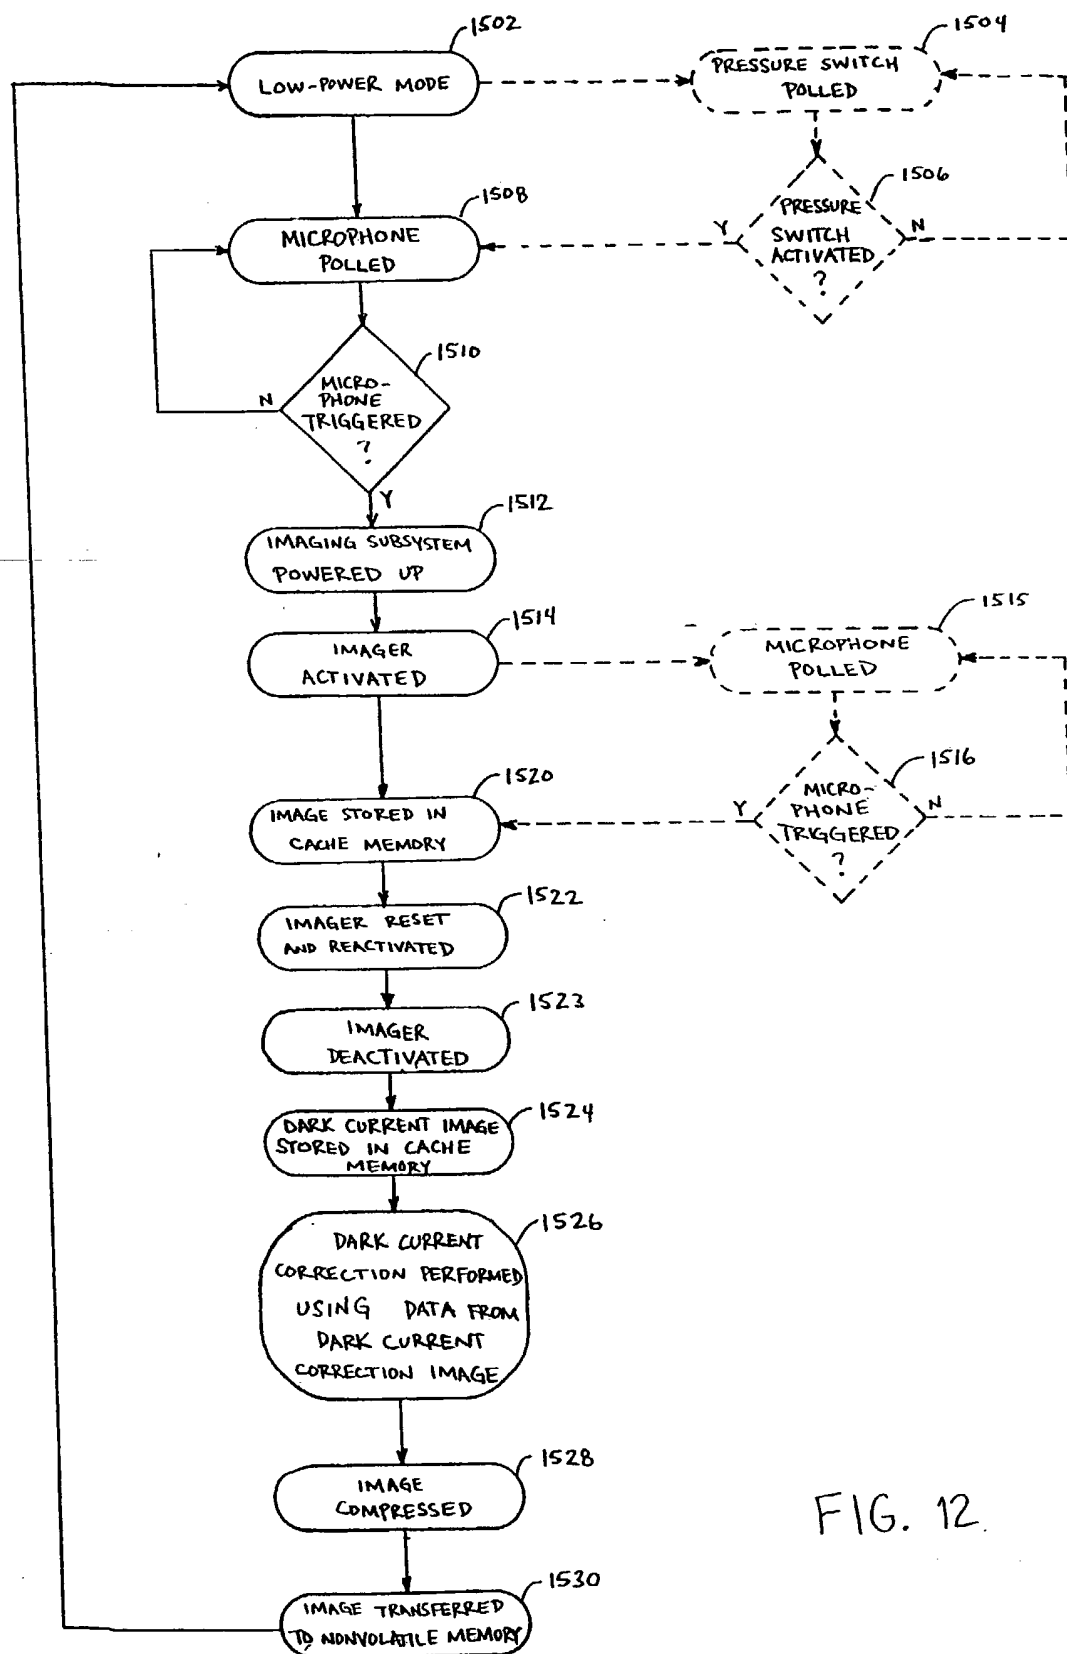 1502
LOW-POWER MODE
1504
PRESSURE SWITCH
POLLED
1506
PRESSURE
SWITCH
ACTIVATED
?
Y
N
1508
MICROPHONE
POLLED
1510
MICRO-
PHONE
TRIGGERED
?
N
Y
1512
IMAGING SUBSYSTEM
POWERED UP
1514
IMAGER
ACTIVATED
1515
MICROPHONE
POLLED
1516
MICRO-
PHONE
TRIGGERED
?
Y
N
1520
IMAGE STORED IN
CACHE MEMORY
1522
IMAGER RESET
AND REACTIVATED
1523
IMAGER
DEACTIVATED
1524
DARK CURRENT IMAGE
STORED IN CACHE
MEMORY
1526
DARK CURRENT
CORRECTION PERFORMED
USING DATA FROM
DARK CURRENT
CORRECTION IMAGE
1528
IMAGE
COMPRESSED
1530
IMAGE TRANSFERRED
TO NONVOLATILE MEMORY
FIG. 12.